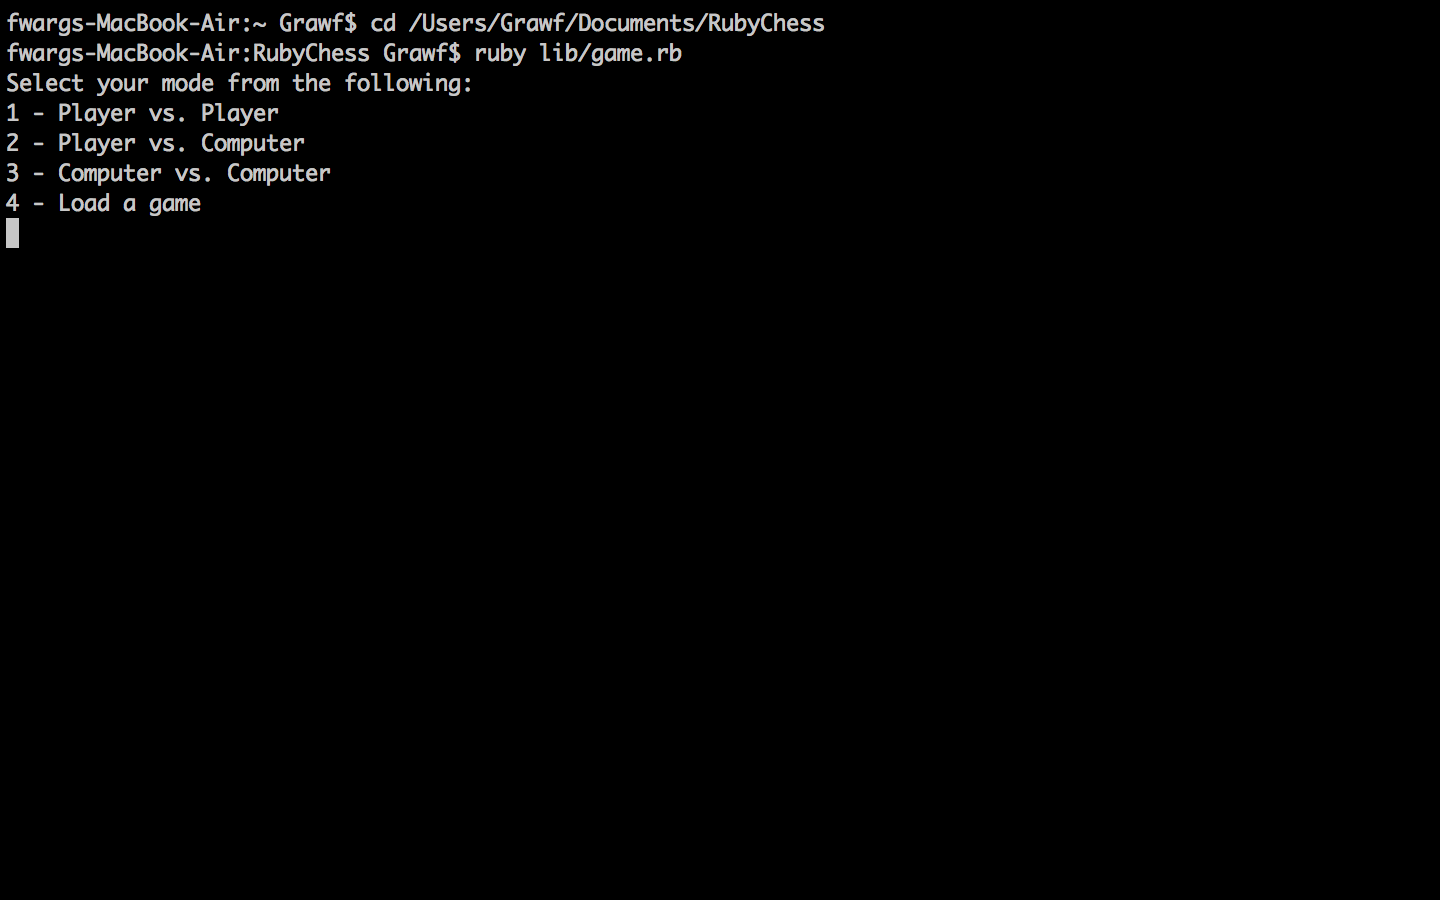 fwargs-MacBook-Air:~ Grawf$ cd /Users/Grawf/Documents/RubyChess
fwargs-MacBook-Air:RubyChess Grawf$ ruby lib/game.rb
Select your mode from the following:
1 - Player vs. Player
2 - Player vs. Computer
3 - Computer vs. Computer
4 - Load a game